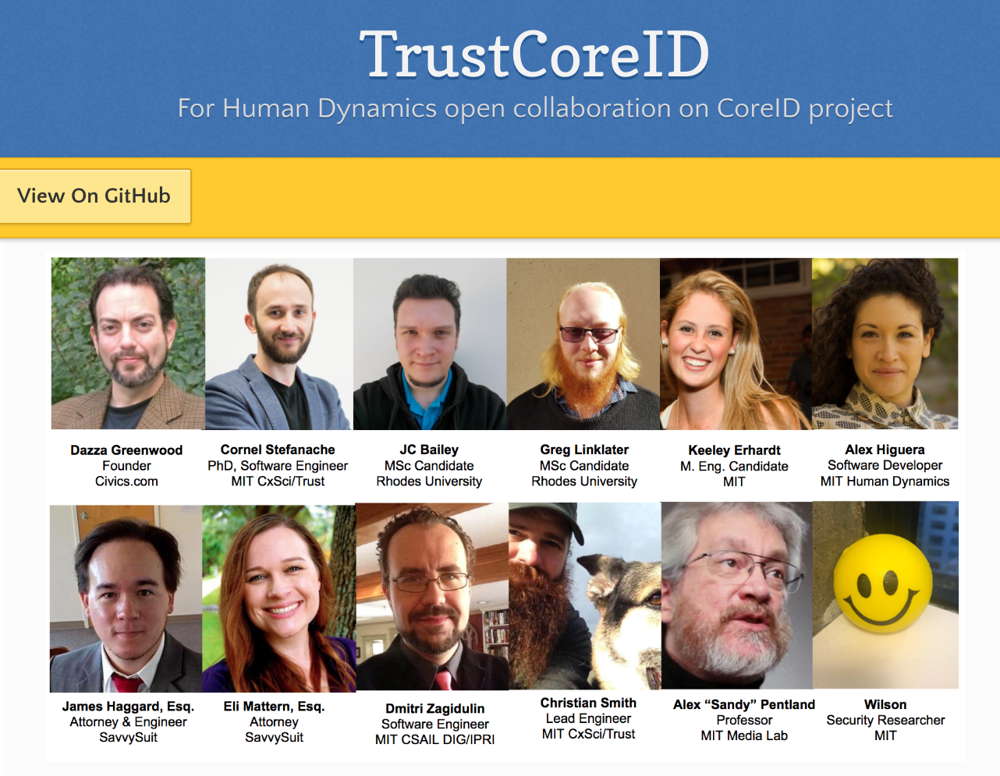 TrustCoreID
For Human Dynamics open collaboration on CoreID project
View On GitHub
Dazza Greenwood
Founder
Civics.com
Cornel Stefanache
PhD, Software Engineer
MIT CxSci/Trust
JC Bailey
MSc Candidate
Rhodes University
Greg Linklater
MSc Candidate
Rhodes University
Keeley Erhardt
M. Eng. Candidate
MIT
Alex Higuera
Software Developer
MIT Human Dynamics
James Haggard, Esq.
Attorney & Engineer
SavvySuit
Eli Mattern, Esq.
Attorney
SavvySuit
Dmitri Zagidulin
Software Engineer
MIT CSAIL DIG/IPRI
Christian Smith
Lead Engineer
MIT CxSci/Trust
Alex “Sandy” Pentland
Professor
MIT Media Lab
Wilson
Security Researcher
MIT